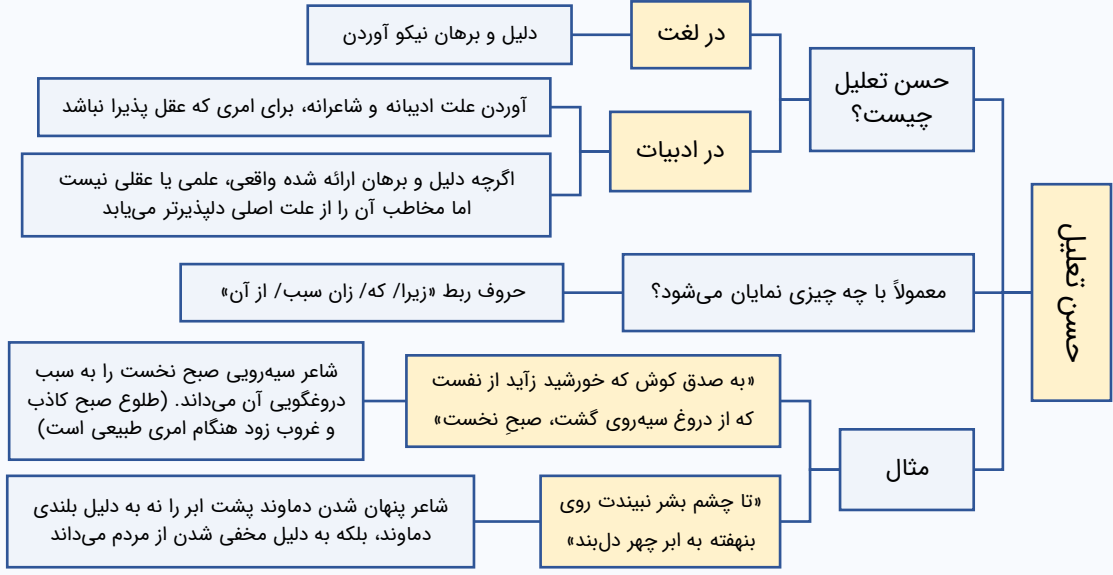 حسن تعلیل
حسن تعلیل
چیست؟
در لغت
دلیل و برهان نیکو آوردن
در ادبیات
آوردن علت ادیبانه و شاعرانه، برای امری که عقل پذیرا نباشد
اگرچه دلیل و برهان ارائه شده واقعی، علمی یا عقلی نیست
اما مخاطب آن را از علت اصلی دلپذیرتر می‌یابد
معمولاً با چه چیزی نمایان می‌شود؟
حروف ربط «زیرا/ که/ زان سبب/ از آن»
مثال
«به صدق کوش که خورشید زآید از نفست
که از دروغ سیه‌روی گشت، صبحِ نخست»
شاعر سیه‌رویی صبح نخست را به سبب
دروغگویی آن می‌داند. (طلوع صبح کاذب
و غروب زود هنگام امری طبیعی است)
«تا چشم بشر نبیندت روی
بنهفته به ابر چهر دل‌بند»
شاعر پنهان شدن دماوند پشت ابر را نه به دلیل بلندی
دماوند، بلکه به دلیل مخفی شدن از مردم می‌داند